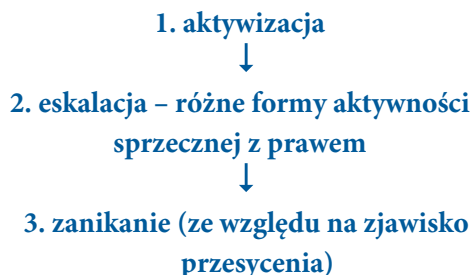 1. aktywizacja
↓
2. eskalacja – różne formy aktywności
sprzecznej z prawem
↓
3. zanikanie (ze względu na zjawisko
przesycenia)